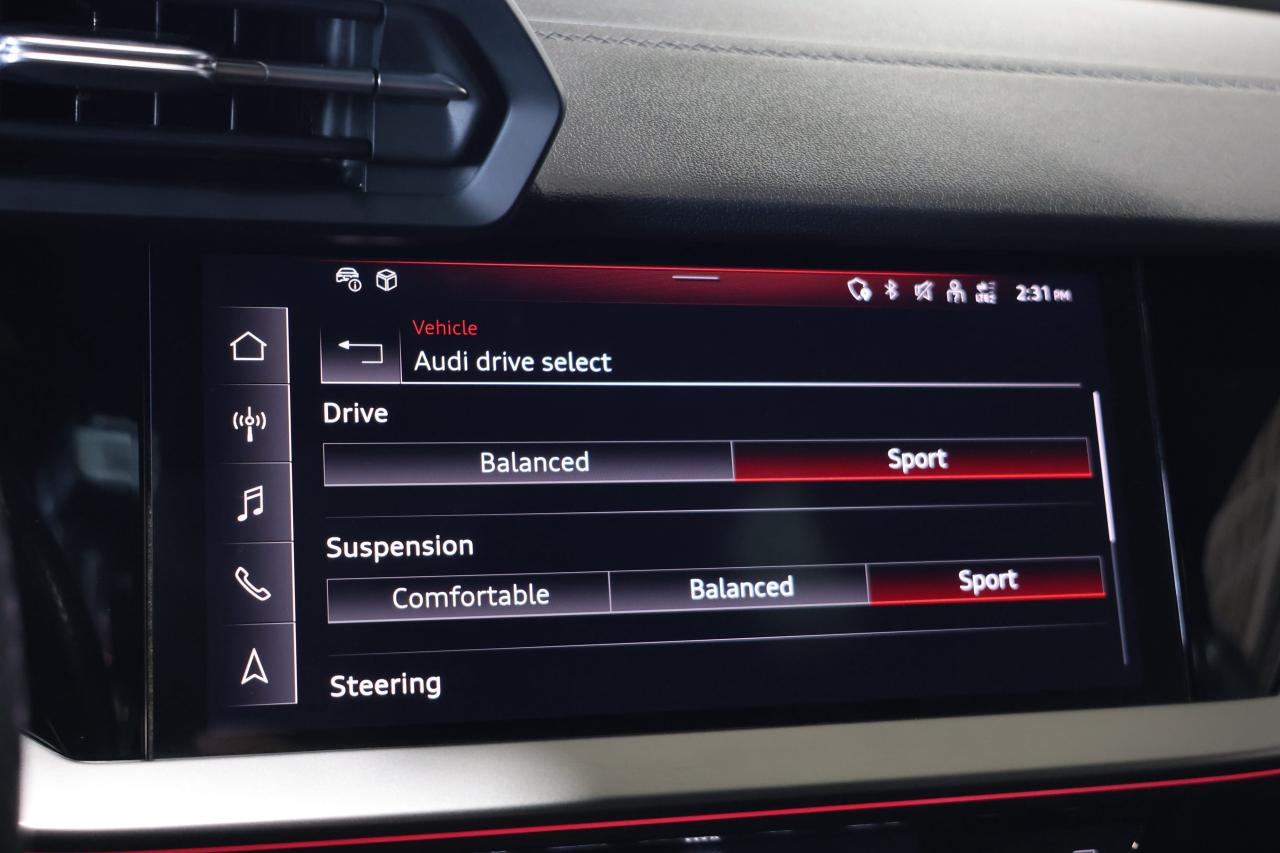 2:31 PM
Vehicle
Audi drive select
Drive
Balanced Sport
Suspension
Comfortable Balanced Sport
Steering